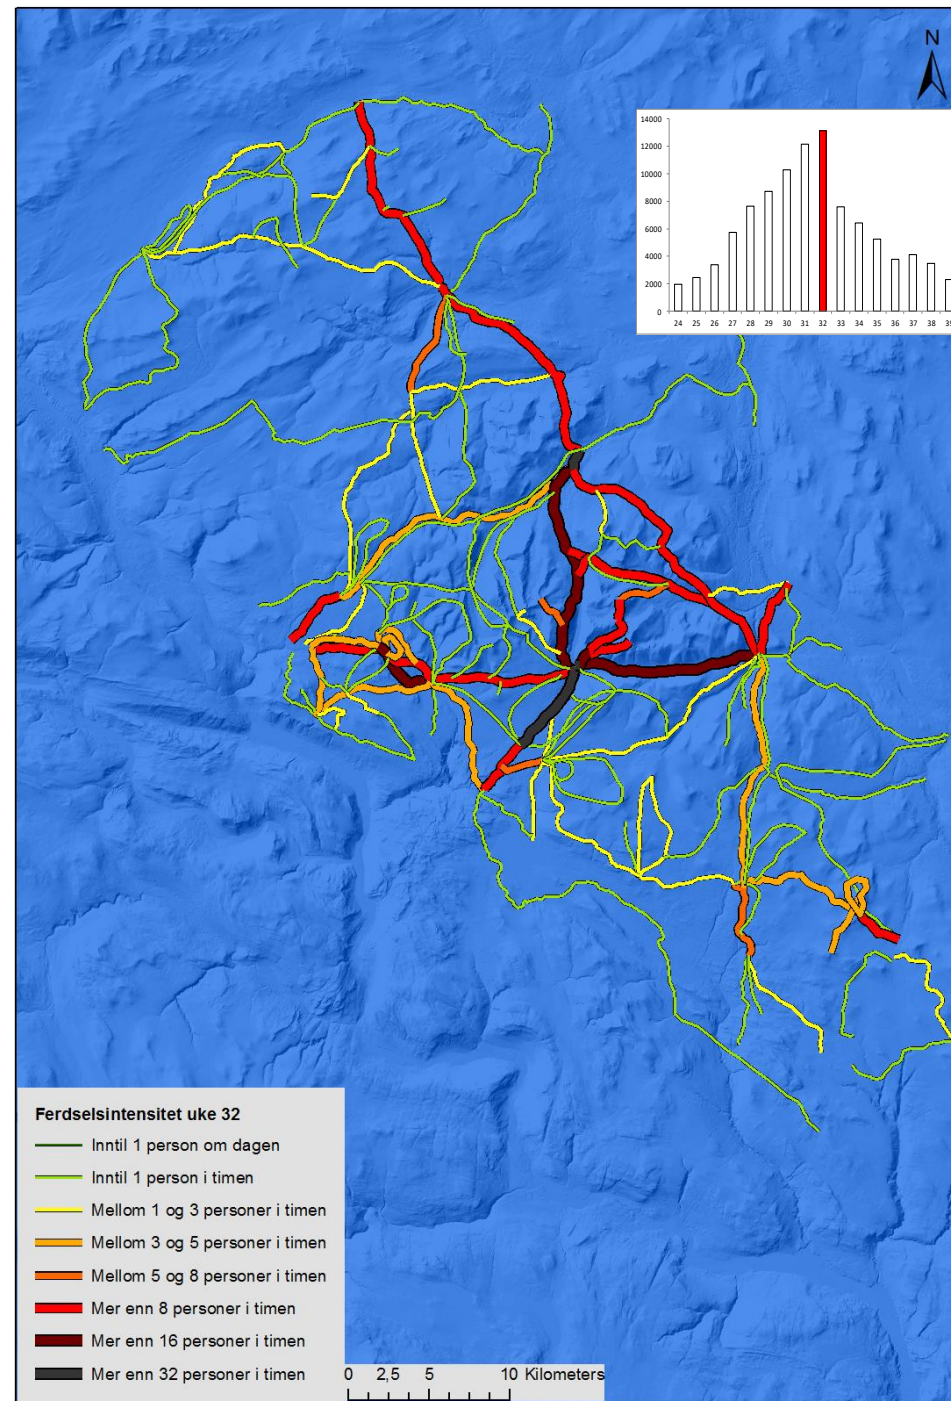 N
14000
12000
10000
8000
6000
4000
2000
0
24 25 26 27 28 29 30 31 32 33 34 35 36 37 38 39
Ferdselsintensitet uke 32
Inntil 1 person om dagen
Inntil 1 person i timen
Mellom 1 og 3 personer i timen
Mellom 3 og 5 personer i timen
Mellom 5 og 8 personer i timen
Mer enn 8 personer i timen
Mer enn 16 personer i timen
Mer enn 32 personer i timen
0 2,5 5 10 Kilometers